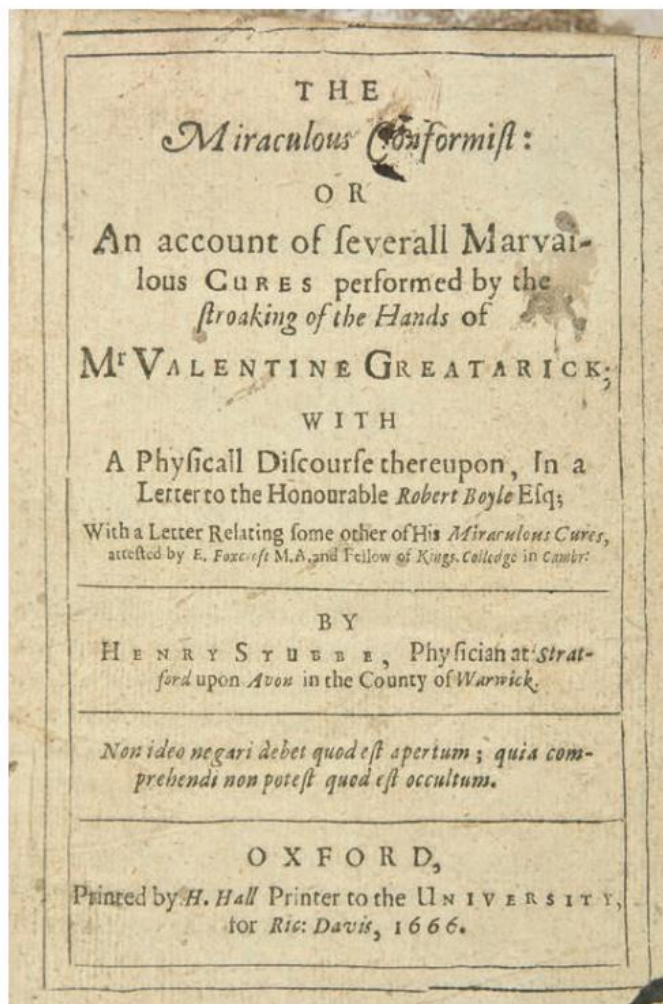 THE
Miraculous Conformiſt:
OR
An account of ſeverall Marvai-
lous CURES performed by the
ſtroaking of the Hands of
Mr VALENTINE GREATARICK;
WITH
A Phyſicall Diſcourſe thereupon, In a
Letter to the Honourable Robert Boyle Eſq;
With a Letter Relating ſome other of His Miraculous Cures,
atteſted by E. Foxcroft M.A. and Fellow of Kings. Colledge in Cambr:
BY
HENRY STUBBE, Phyſician at Strat-
ford upon Avon in the County of Warwick.
Non ideo negari debet quod eſt apertum; quia com-
prehendi non poteſt quod eſt occultum.
OXFORD,
Printed by H. Hall Printer to the UNIVERSITY,
for Ric: Davis, 1666.